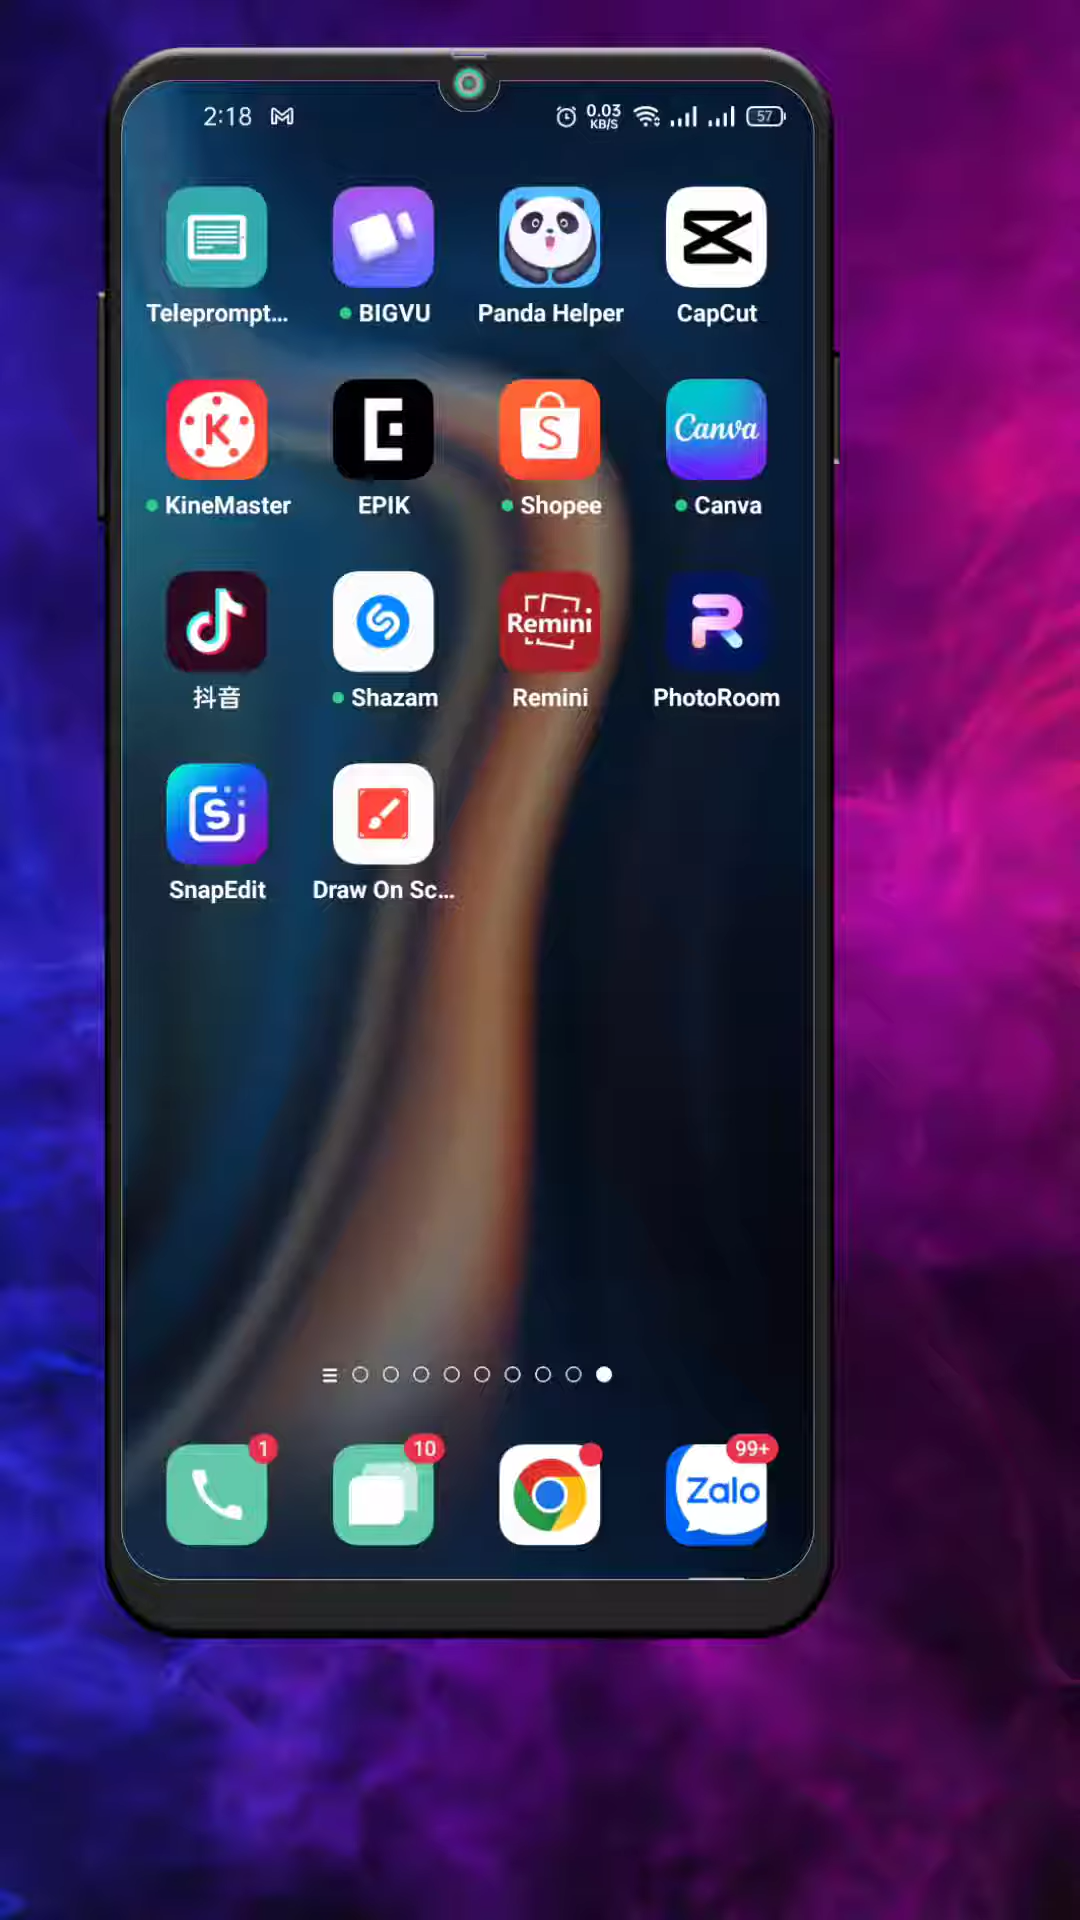 2:18
0.03
KB/S
57
Teleprompt...
BIGVU
Panda Helper
CapCut
K
KineMaster
EPIK
S
Shopee
Canva
Canva
抖音
Shazam
Remini
Remini
R
PhotoRoom
S
SnapEdit
Draw On Sc...
1
10
99+
Zalo